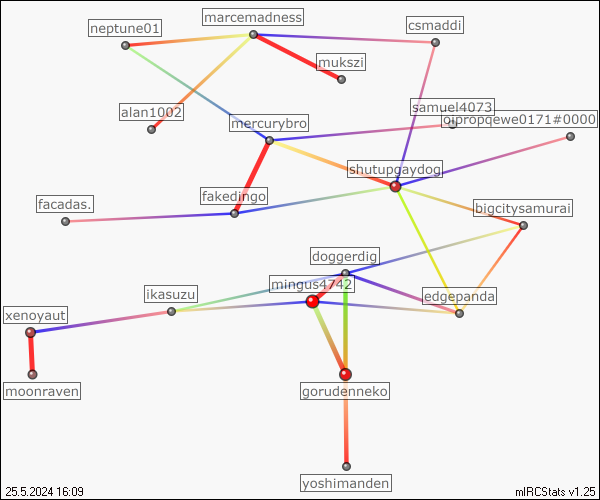 marcemadness
neptune01
csmaddi
mukszi
samuel4073
alan1002
oipropqewe0171#0000
mercurybro
shutupgaydog
fakedingo
facadas.
bigcitysamurai
doggerdig
mingus4742
ikasuzu
edgepanda
xenoyaut
moonraven
gorudenneko
yoshimanden
25.5.2024 16:09
mIRCStats v1.25